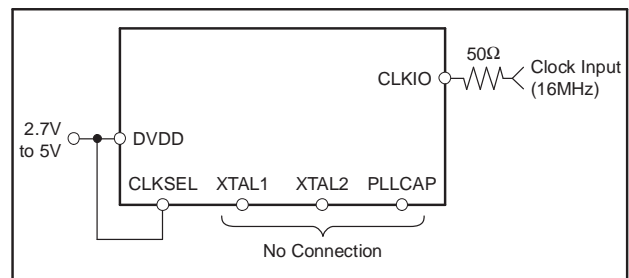 50Ω
CLKIO
Clock Input
(16MHz)
2.7V
to 5V
DVDD
CLKSEL XTAL1 XTAL2 PLLCAP
No Connection